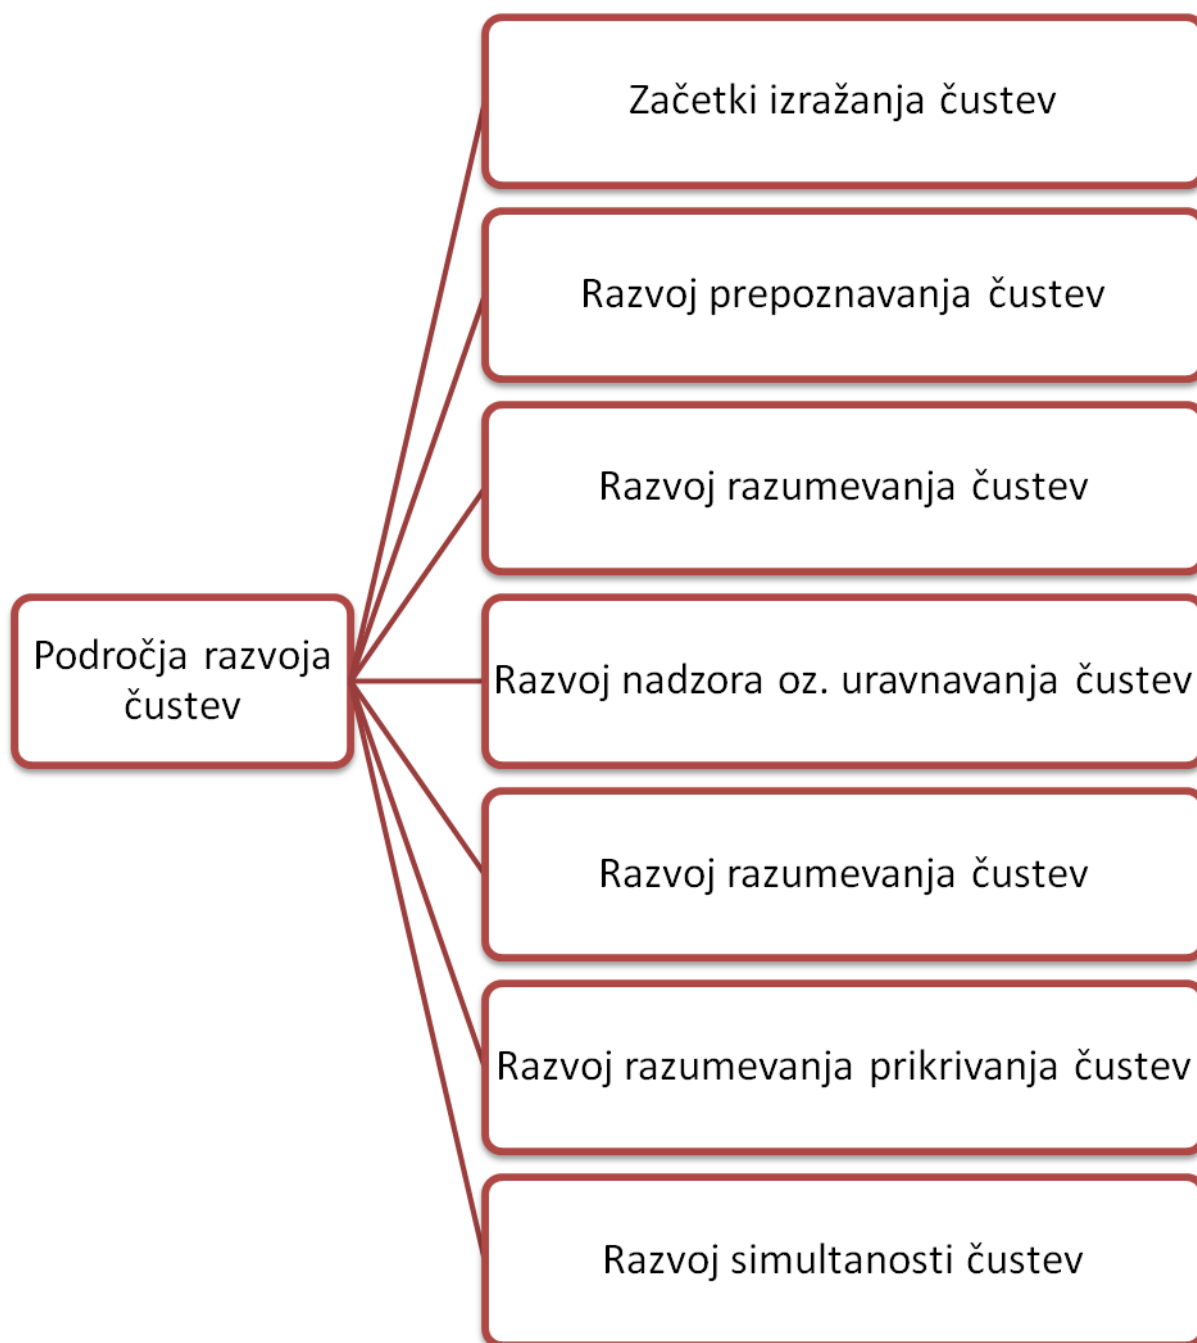 Začetki izražanja čustev
Razvoj prepoznavanja čustev
Razvoj razumevanja čustev
Področja razvoja
čustev
Razvoj nadzora oz. uravnavanja čustev
Razvoj razumevanja čustev
Razvoj razumevanja prikrivanja čustev
Razvoj simultanosti čustev